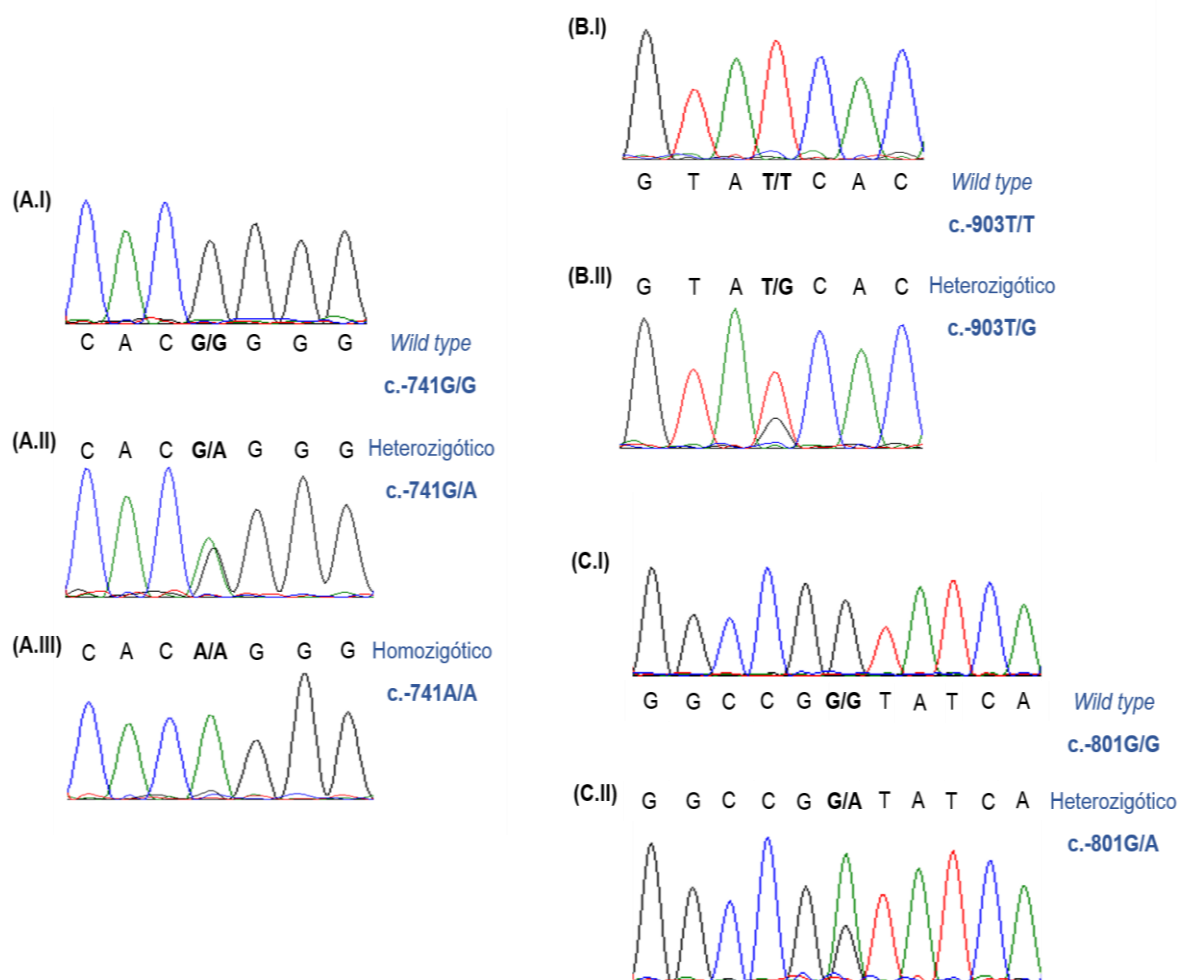 (A.I)
C A C G/G G G G
Wild type
c.-741G/G
(A.II)
C A C G/A G G G Heterozigótico
c.-741G/A
(A.III)
C A C A/A G G G Homozigótico
c.-741A/A
(B.I)
G T A T/T C A C Wild type
c.-903T/T
(B.II)
G T A T/G C A C Heterozigótico
c.-903T/G
(C.I)
G G C C G G/G T A T C A Wild type
c.-801G/G
(C.II)
G G C C G G/A T A T C A Heterozigótico
c.-801G/A